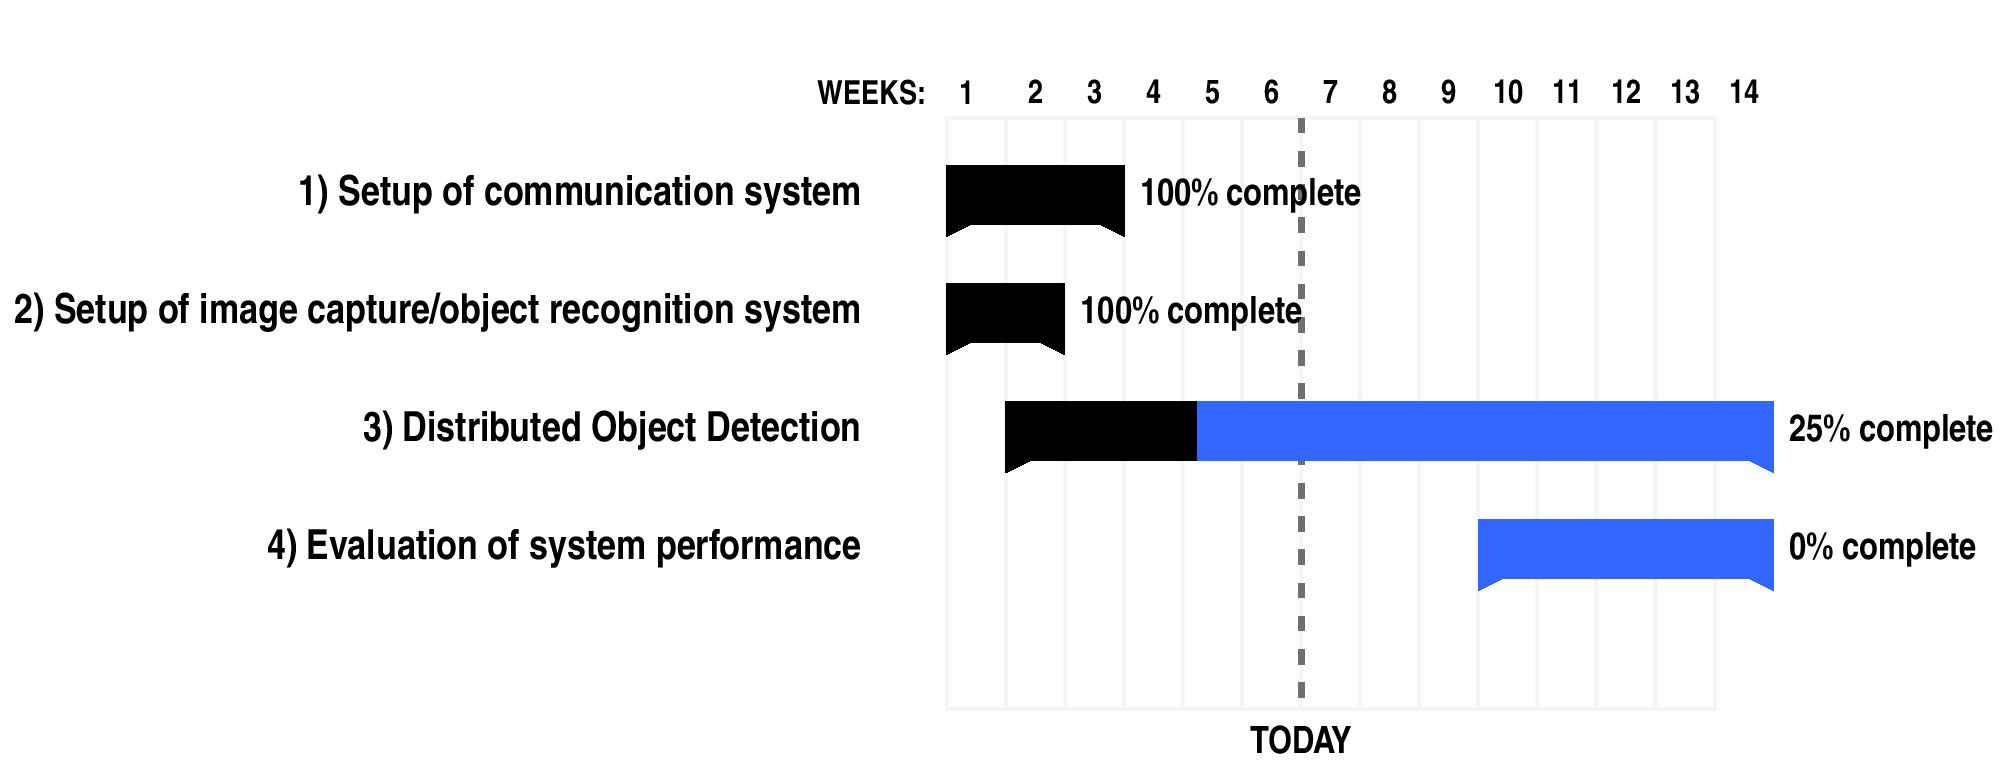 WEEKS: 1 2 3 4 5 6 7 8 9 10 11 12 13 14
1) Setup of communication system 100% complete
2) Setup of image capture/object recognition system 100% complete
3) Distributed Object Detection 25% complete
4) Evaluation of system performance 0% complete
TODAY